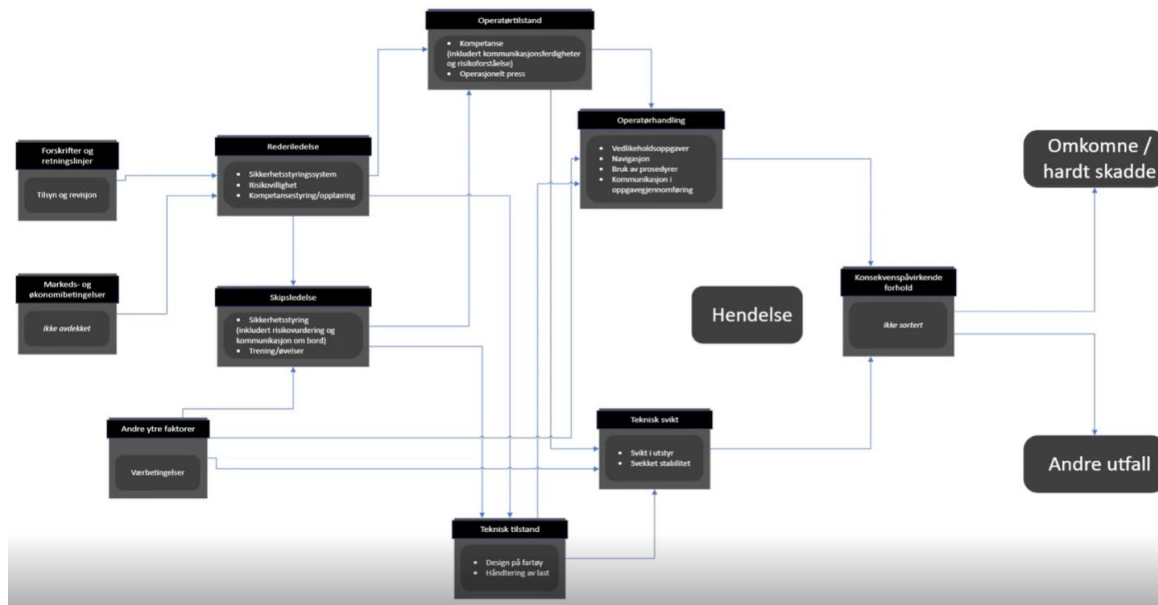 Operatørtilstand
Kompetanse
(inkludert kommunikasjonsferdigheter
og risikoforståelse)
Operasjonelt press
Operatørhandling
Vedlikeholdsoppgaver
Navigasjon
Bruk av prosedyrer
Kommunikasjon i
oppgavegjennomføring
Forskrifter og
retningslinjer
Tilsyn og revisjon
Rederiledelse
Sikkerhetsstyringssystem
Risikovillighet
Kompetansestyring/opplæring
Markeds- og
økonomibetingelser
Ikke avdekket
Skipsledelse
Sikkerhetsstyring
(inkludert risikovurdering og
kommunikasjon om bord)
Trening/øvelser
Andre ytre faktorer
Værbetingelser
Teknisk svikt
Svikt i utstyr
Svekket stabilitet
Teknisk tilstand
Design på fartøy
Håndtering av last
Hendelse
Konsekvenspåvirkende
forhold
Ikke sortert
Omkomne /
hardt skadde
Andre utfall